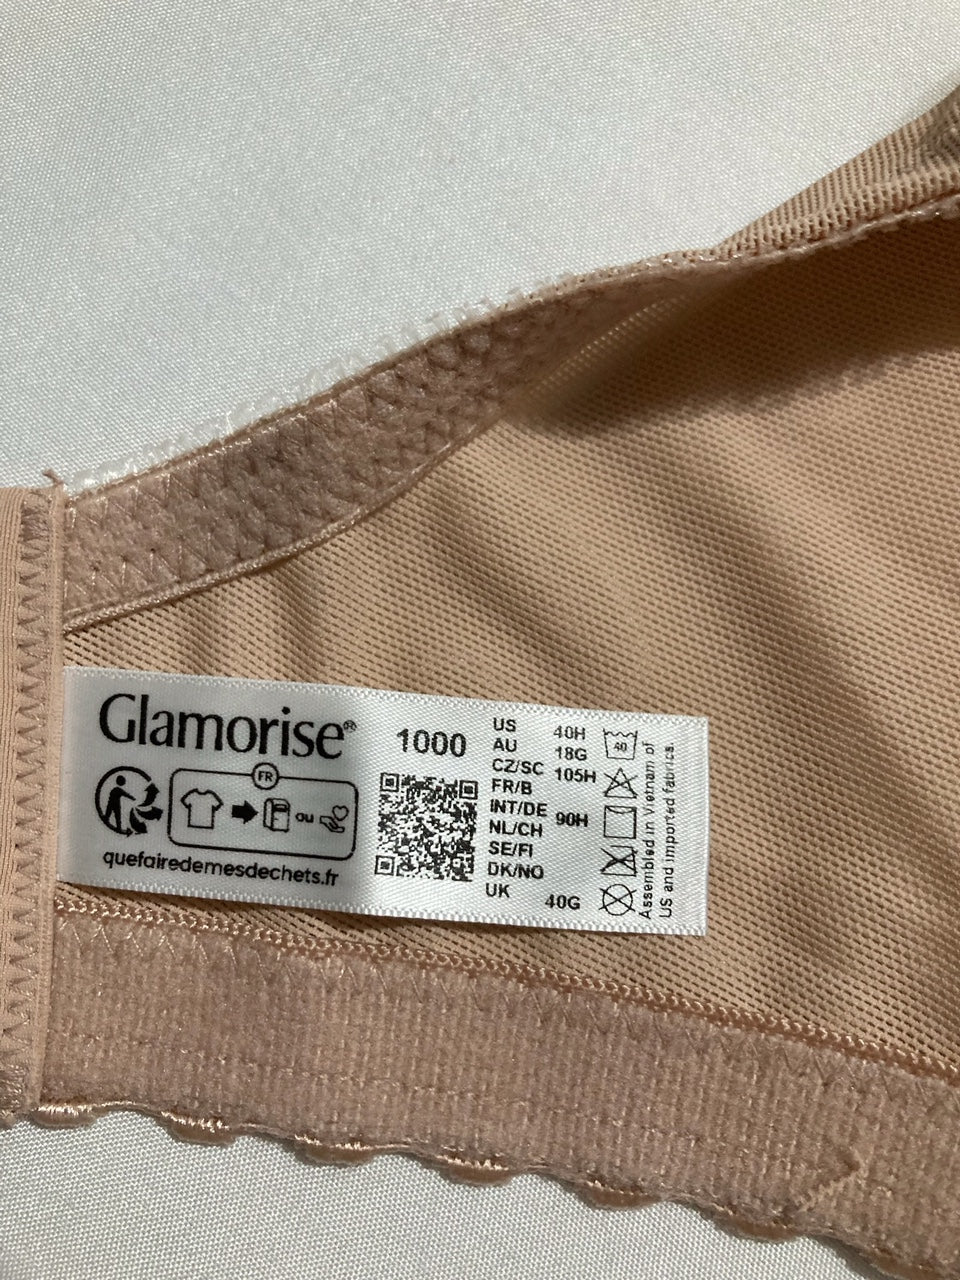 Glamorise®
FR
ou
quefairedemesdechets.fr
1000
US 40H
AU 18G
CZ/SC 105H
FR/B
INT/DE 90H
NL/CH
SE/FI
DK/NO
UK 40G
40
Assembled in Vietnam of
US and imported fabrics.